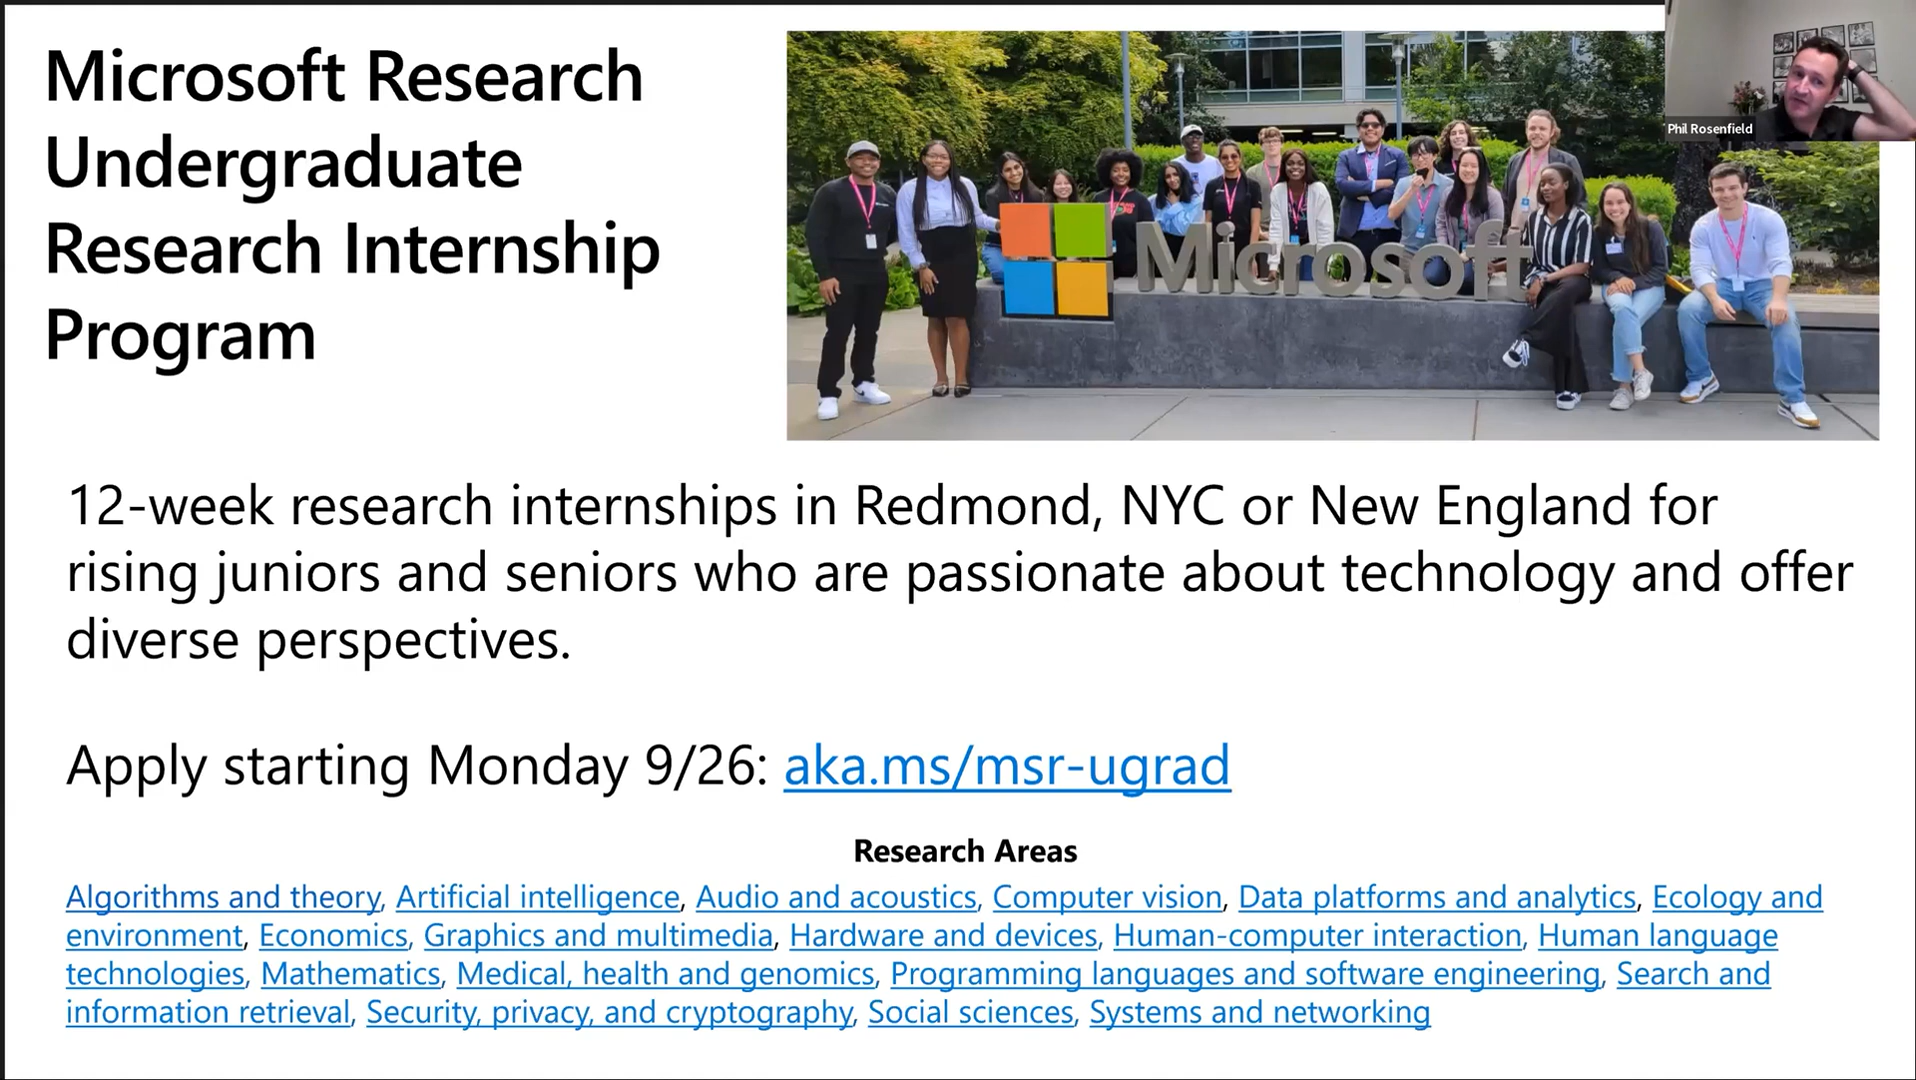 Microsoft Research
Undergraduate
Research Internship
Program
Microsoft
Phil Rosenfield
12-week research internships in Redmond, NYC or New England for
rising juniors and seniors who are passionate about technology and offer
diverse perspectives.
Apply starting Monday 9/26: aka.ms/msr-ugrad
Research Areas
Algorithms and theory, Artificial intelligence, Audio and acoustics, Computer vision, Data platforms and analytics, Ecology and
environment, Economics, Graphics and multimedia, Hardware and devices, Human-computer interaction, Human language
technologies, Mathematics, Medical, health and genomics, Programming languages and software engineering, Search and
information retrieval, Security, privacy, and cryptography, Social sciences, Systems and networking